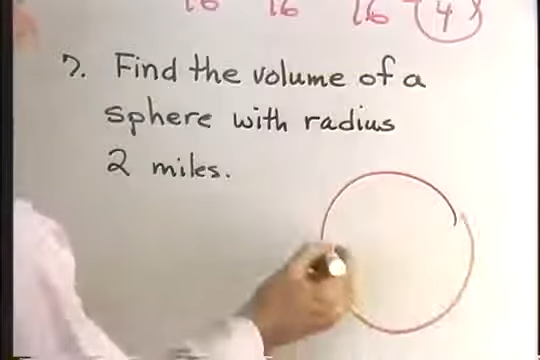 16 16 16 4
7. Find the volume of a
sphere with radius
2 miles.